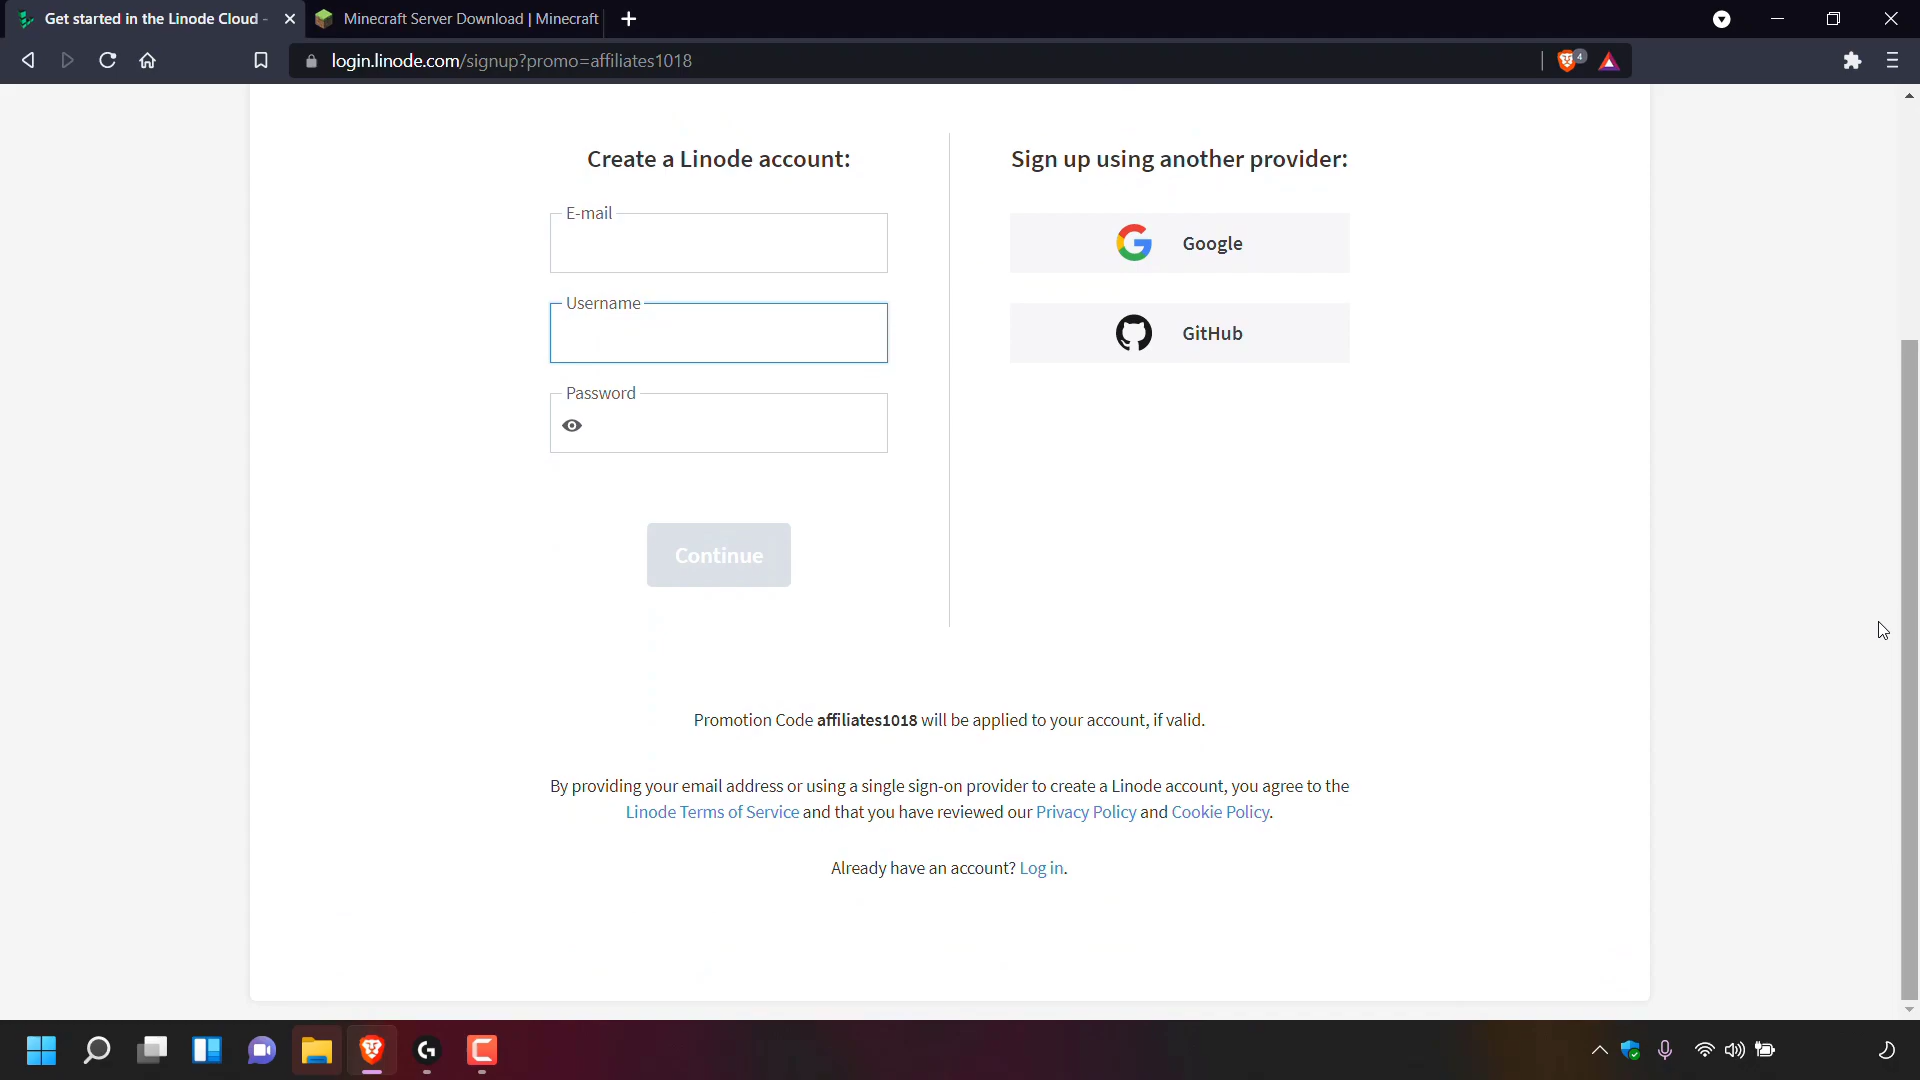 Get started in the Linode Cloud -
Minecraft Server Download | Minecraft
login.linode.com/signup?promo=affiliates1018
4
Create a Linode account:
Sign up using another provider:
E-mail
Google
Username
GitHub
Password
Continue
Promotion Code affiliates1018 will be applied to your account, if valid.
By providing your email address or using a single sign-on provider to create a Linode account, you agree to the
Linode Terms of Service and that you have reviewed our Privacy Policy and Cookie Policy.
Already have an account? Log in.